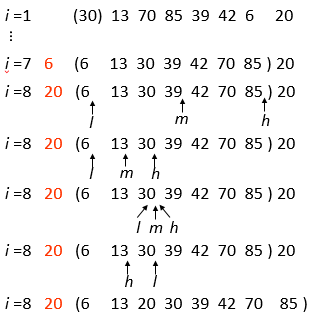 i =1 (30) 13 70 85 39 42 6 20
⋮
i =7 6 (6 13 30 39 42 70 85 ) 20
i =8 20 (6 13 30 39 42 70 85 ) 20
l m h
i =8 20 (6 13 30 39 42 70 85 ) 20
l m h
i =8 20 (6 13 30 39 42 70 85 ) 20
l m h
i =8 20 (6 13 30 39 42 70 85 ) 20
h l
i =8 20 (6 13 20 30 39 42 70 85 )